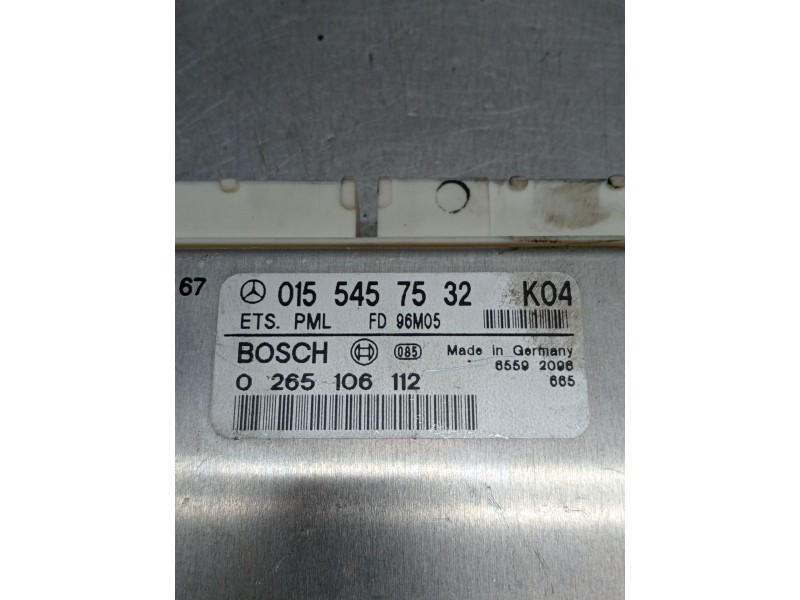 67
015 545 75 32 K04
ETS. PML FD 96M05
BOSCH 085 Made in Germany
6559 2096
0 265 106 112 665